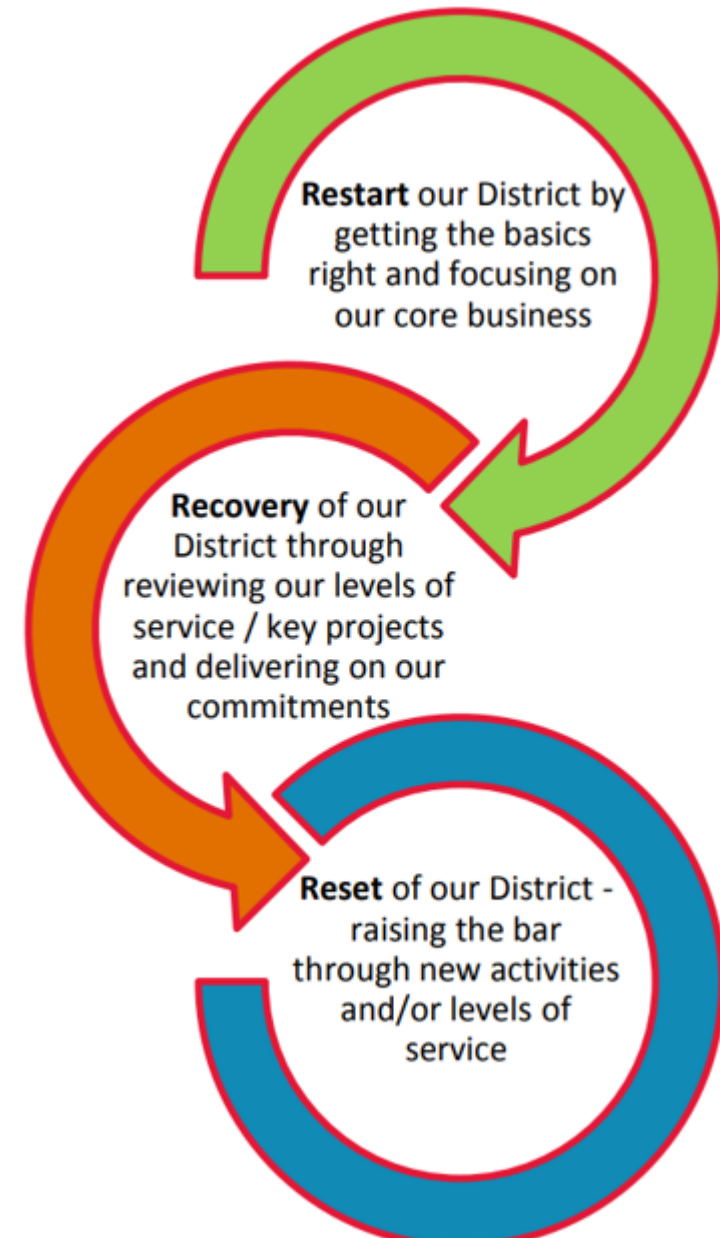 Restart our District by
getting the basics
right and focusing on
our core business
Recovery of our
District through
reviewing our levels of
service / key projects
and delivering on our
commitments
Reset of our District -
raising the bar
through new activities
and/or levels of
service